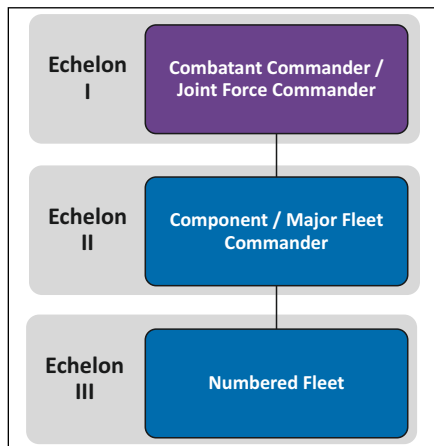 Echelon
I
Combatant Commander /
Joint Force Commander
Echelon
II
Component / Major Fleet
Commander
Echelon
III
Numbered Fleet